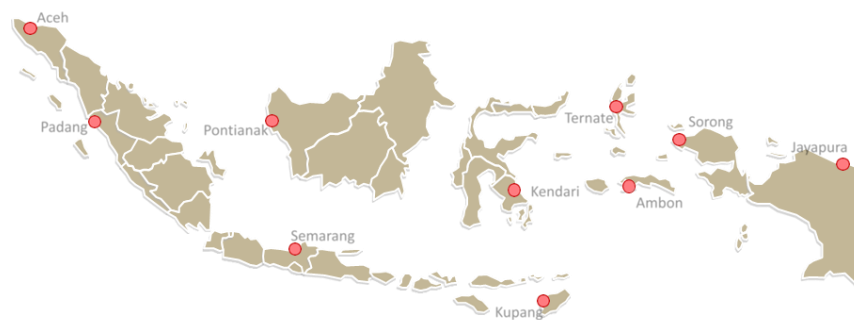 Aceh
Padang
Pontianak
Ternate
Sorong
Jayapura
Kendari
Ambon
Semarang
Kupang